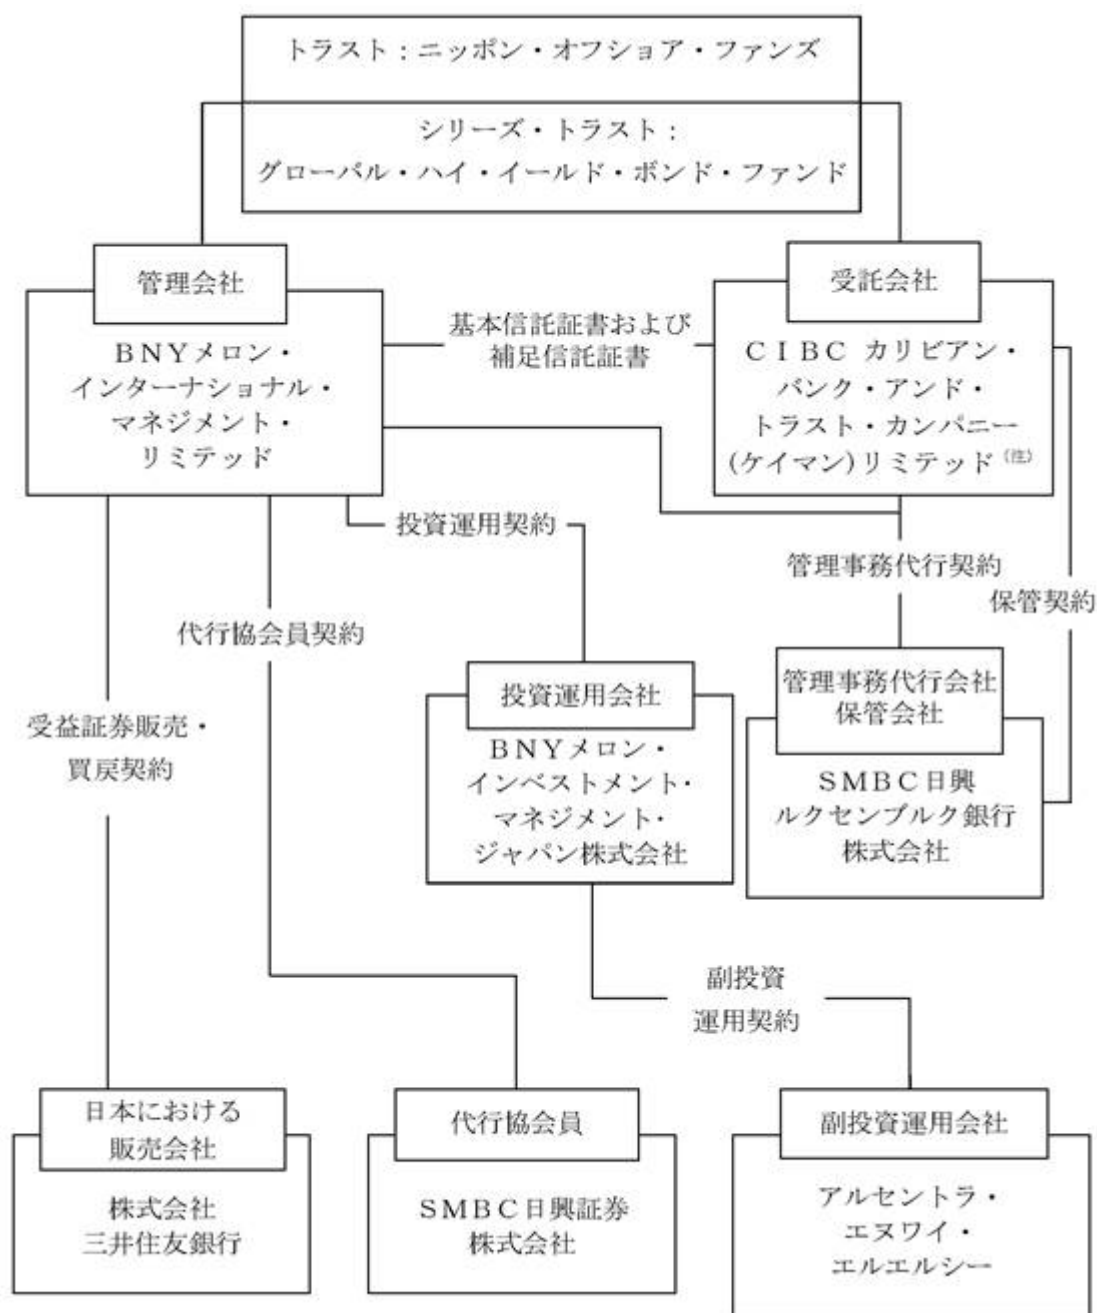 トラスト：ニッポン・オフショア・ファンズ
シリーズ・トラスト：
グローバル・ハイ・イールド・ボンド・ファンド
管理会社
BNYメロン・
インターナショナル・
マネジメント・
リミテッド
基本信託証書および
補足信託証書
受託会社
CIBC カリビアン・
バンク・アンド・
トラスト・カンパニー
(ケイマン)リミテッド(注)
投資運用契約
管理事務代行契約
保管契約
代行協会員契約
受益証券販売・
買戻契約
投資運用会社
BNYメロン・
インベストメント・
マネジメント・
ジャパン株式会社
管理事務代行会社
保管会社
SMBC日興
ルクセンブルク銀行
株式会社
副投資
運用契約
日本における
販売会社
株式会社
三井住友銀行
代行協会員
SMBC日興証券
株式会社
副投資運用会社
アルセントラ・
エヌワイ・
エルエルシー